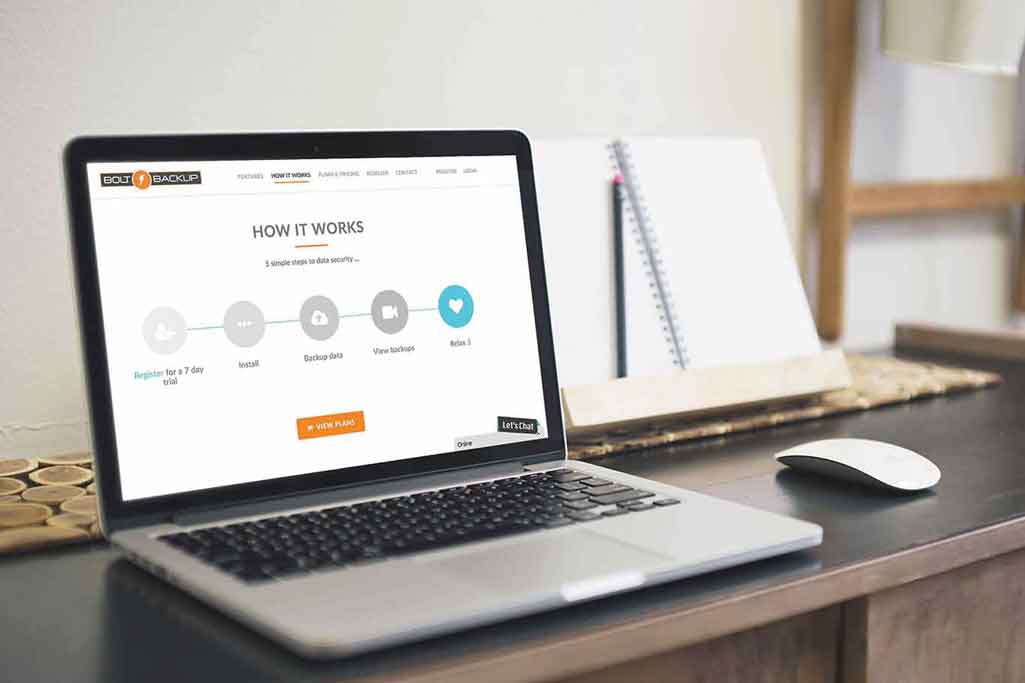 BOLT BACKUP
FEATURES HOW IT WORKS PLANS & PRICING RESELLER CONTACT REGISTER LOGIN
HOW IT WORKS
5 simple steps to data security ...
Register for a 7 day
trial
Install
Backup data
View backups
Relax :)
VIEW PLANS
Let's Chat
Online